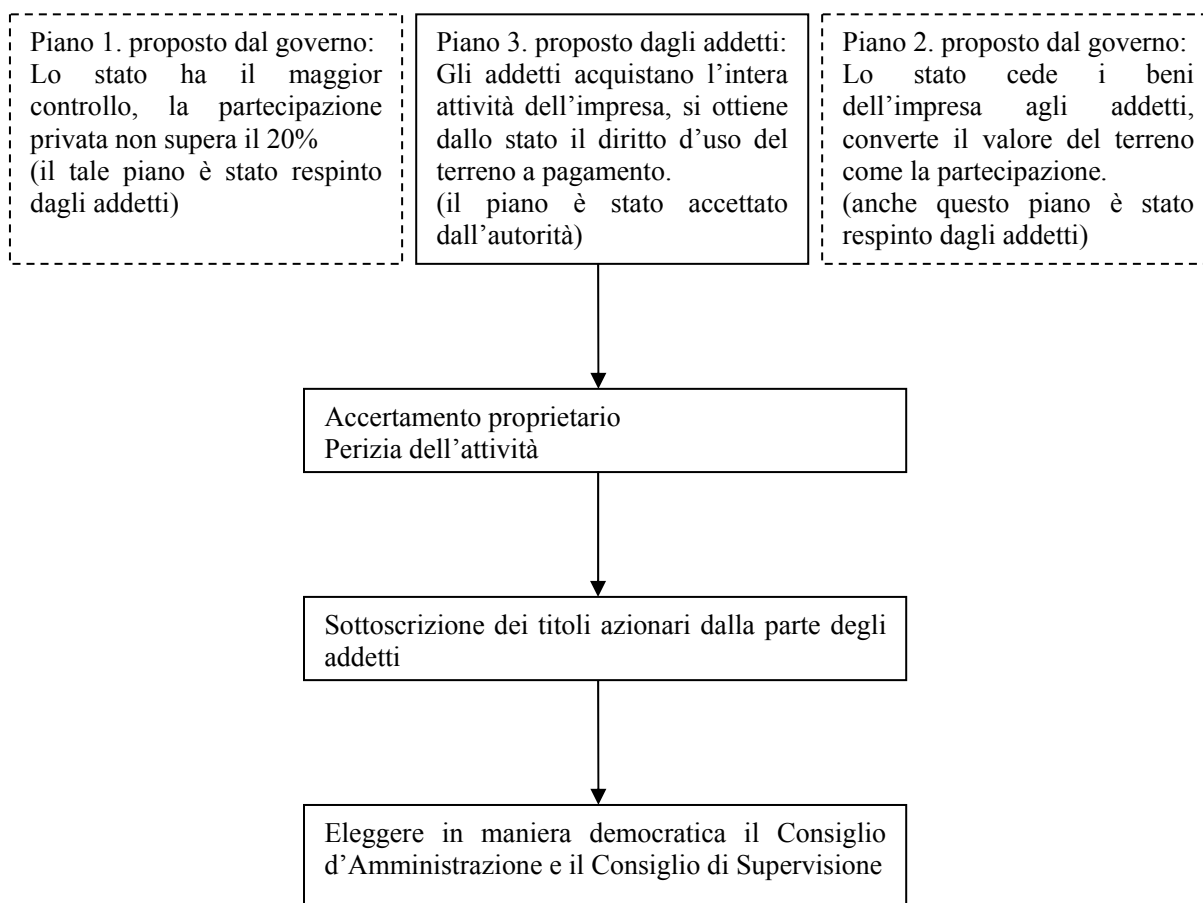 Piano 1. proposto dal governo:
Lo stato ha il maggior
controllo, la partecipazione
privata non supera il 20%
(il tale piano è stato respinto
dagli addetti)
Piano 3. proposto dagli addetti:
Gli addetti acquistano l’intera
attività dell’impresa, si ottiene
dallo stato il diritto d’uso del
terreno a pagamento.
(il piano è stato accettato
dall’autorità)
Piano 2. proposto dal governo:
Lo stato cede i beni
dell’impresa agli addetti,
converte il valore del terreno
come la partecipazione.
(anche questo piano è stato
respinto dagli addetti)
Accertamento proprietario
Perizia dell’attività
Sottoscrizione dei titoli azionari dalla parte degli
addetti
Eleggere in maniera democratica il Consiglio
d’Amministrazione e il Consiglio di Supervisione